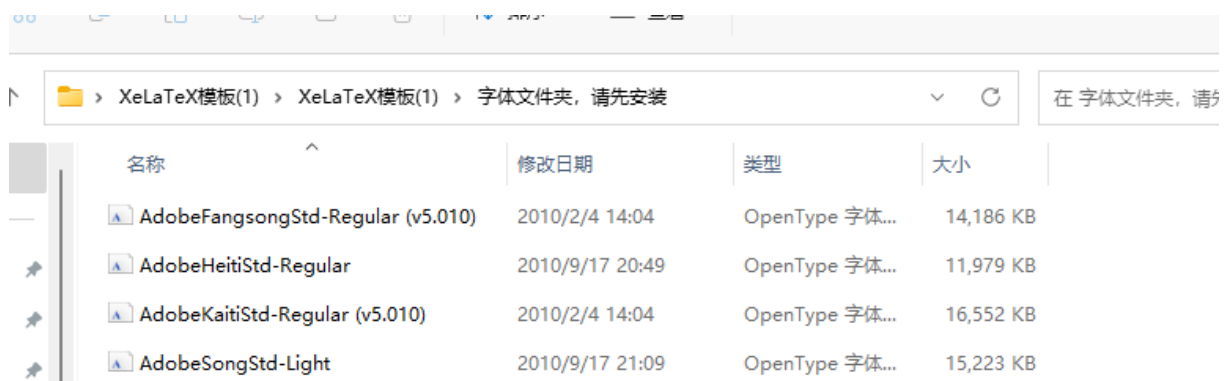 XeLaTeX模板(1) › XeLaTeX模板(1) › 字体文件夹，请先安装 在 字体文件夹，请先
名称 修改日期 类型 大小
AdobeFangsongStd-Regular (v5.010) 2010/2/4 14:04 OpenType 字体... 14,186 KB
AdobeHeitiStd-Regular 2010/9/17 20:49 OpenType 字体... 11,979 KB
AdobeKaitiStd-Regular (v5.010) 2010/2/4 14:04 OpenType 字体... 16,552 KB
AdobeSongStd-Light 2010/9/17 21:09 OpenType 字体... 15,223 KB